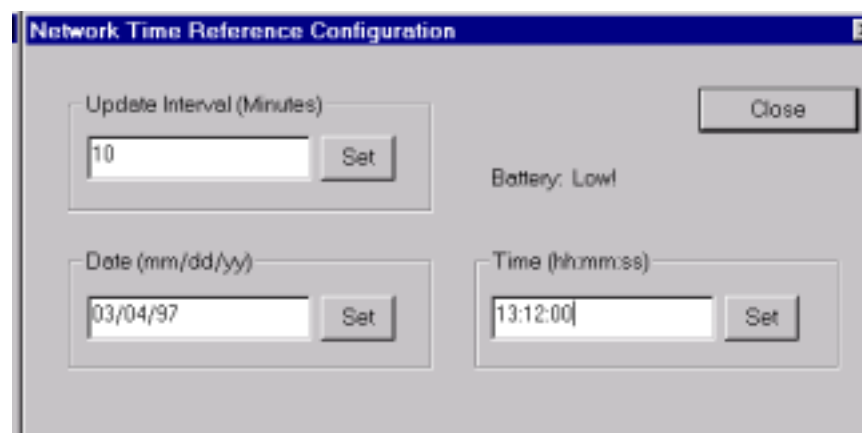 Network Time Reference Configuration
Update Interval (Minutes)
Close
10
Set
Battery: Low!
Date (mm/dd/yy)
Time (hh:mm:ss)
03/04/97
Set
13:12:00
Set